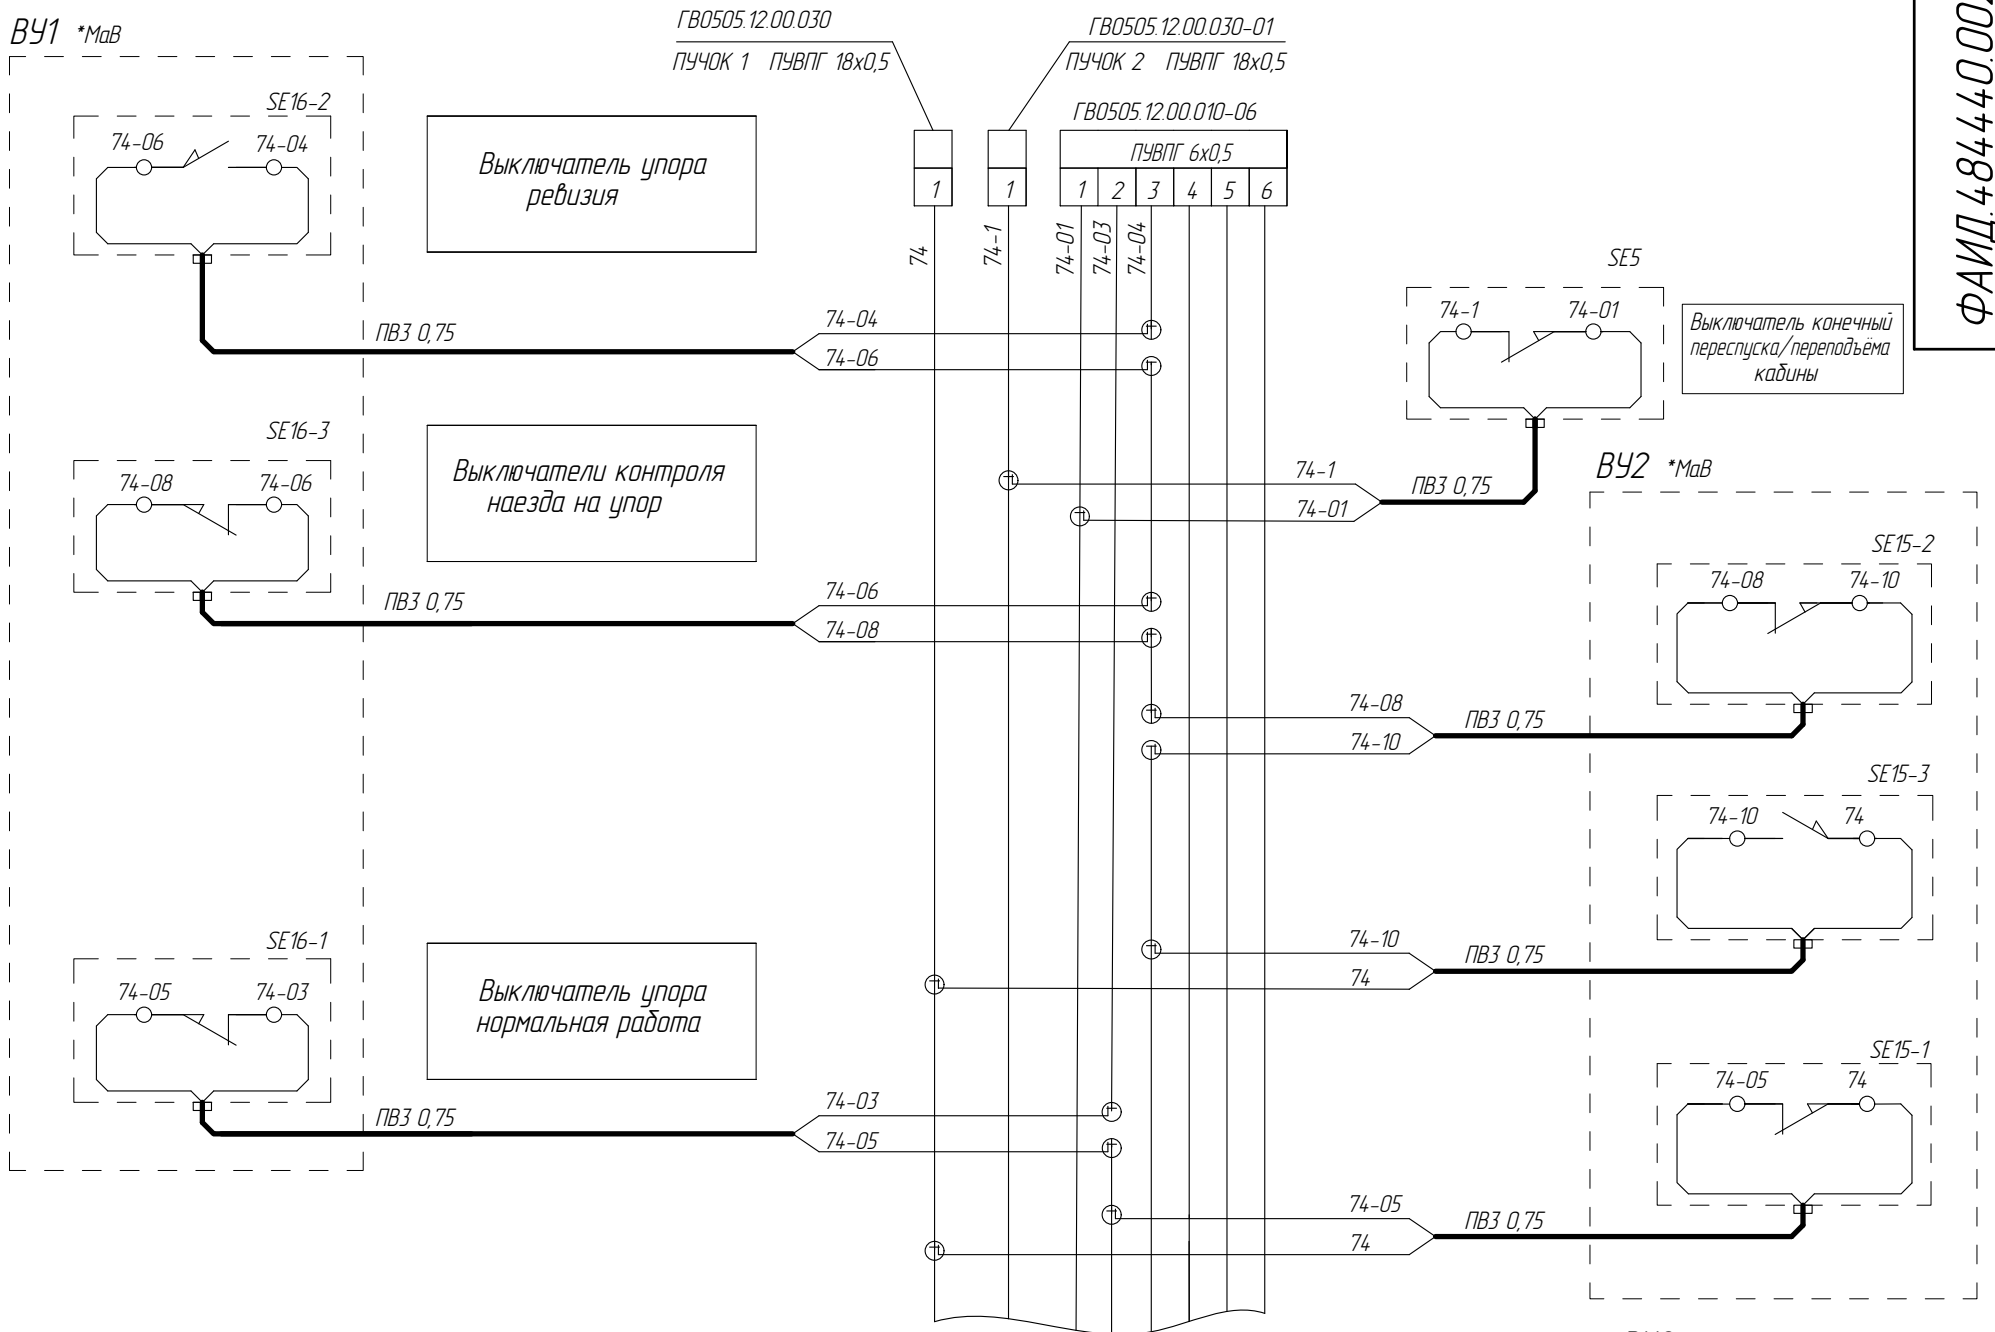 ВУ1 *МаВ
SE16-2
74-06 74-04
Выключатель упора
ревизия
ПВ3 0,75
74-04
74-06
SE16-3
74-08 74-06
Выключатели контроля
наезда на упор
ПВ3 0,75
74-06
74-08
SE16-1
74-05 74-03
Выключатель упора
нормальная работа
ПВ3 0,75
74-03
74-05
ГВ0505.12.00.030
ПУЧОК 1 ПУВПГ 18х0,5
ГВ0505.12.00.030-01
ПУЧОК 2 ПУВПГ 18х0,5
ГВ0505.12.00.010-06
ПУВПГ 6х0,5
1 1 1 2 3 4 5 6
74
74-1
74-01
74-03
74-04
SE5
74-1 74-01
Выключатель конечный
переспуска/переподъёма
кабины
74-1
74-01
ПВ3 0,75
ВУ2 *МаВ
SE15-2
74-08 74-10
74-08
74-10
ПВ3 0,75
SE15-3
74-10 74
74-10
74
ПВ3 0,75
SE15-1
74-05 74
74-05
74
ПВ3 0,75